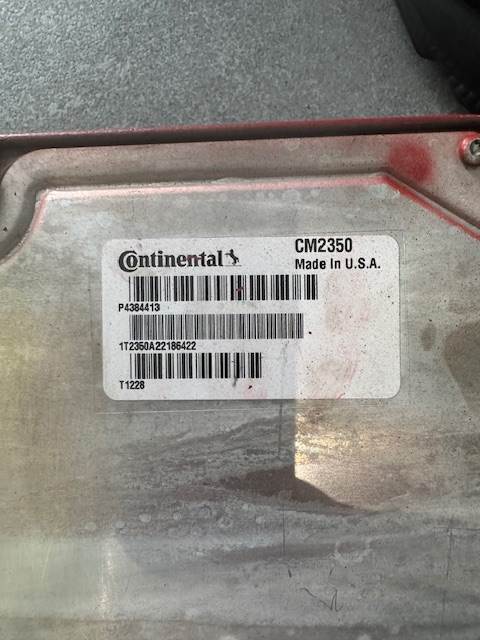 Continental
CM2350
Made In U.S.A.
P4384413
1T2350A22186422
T1228